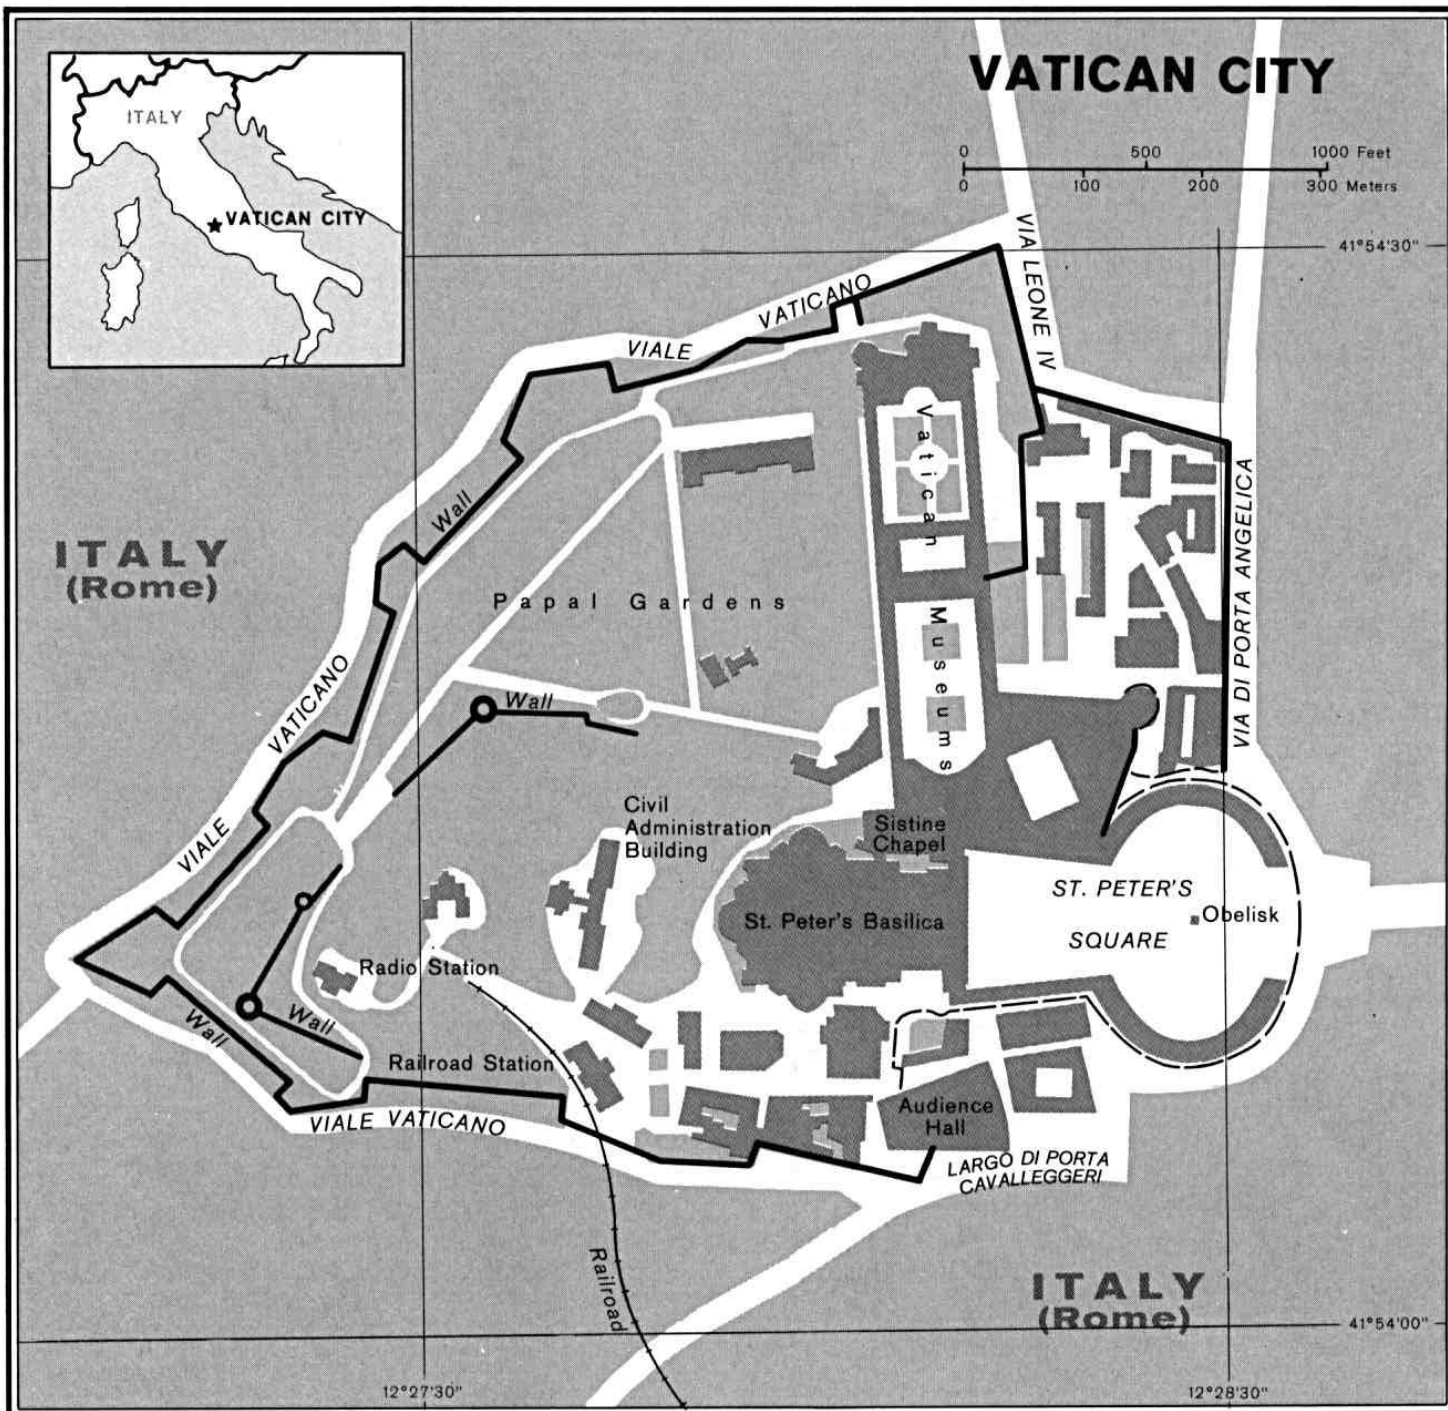 VATICAN CITY
0 500 1000 Feet
0 100 200 300 Meters
ITALY
VATICAN CITY
41°54'30"
VIA LEONE IV
VIALE
VATICANO
Vatican
Museums
Wall
ITALY
(Rome)
Papal Gardens
VIA DI PORTA ANGELICA
VIALE
VATICANO
Wall
Civil
Administration
Building
Sistine
Chapel
ST. PETER'S
SQUARE
Obelisk
St. Peter's Basilica
Radio Station
Wall
Wall
Railroad Station
VIALE VATICANO
Audience
Hall
LARGO DI PORTA
CAVALLEGGERI
Railroad
ITALY
(Rome)
41°54'00"
12°27'30"
12°28'30"